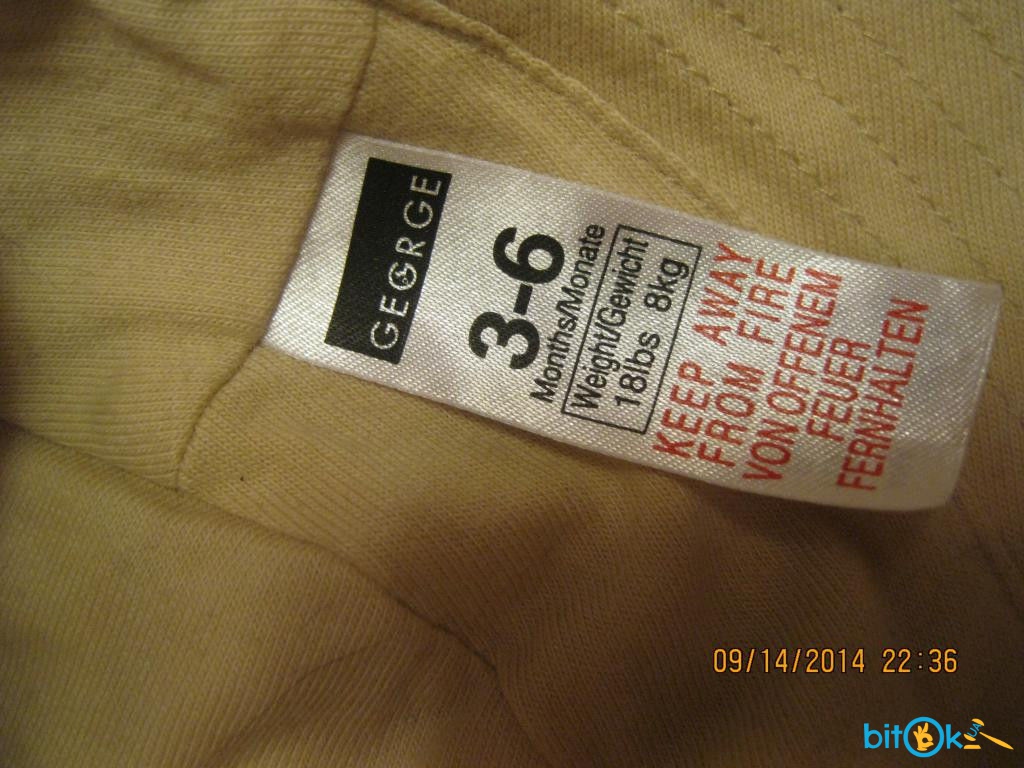 GEORGE
3-6
Months/Monate
Weight/Gewicht
18lbs 8kg
KEEP AWAY
FROM FIRE
VON OFFENEM
FEUER
FERNHALTEN
09/14/2014 22:36
bitOk UA